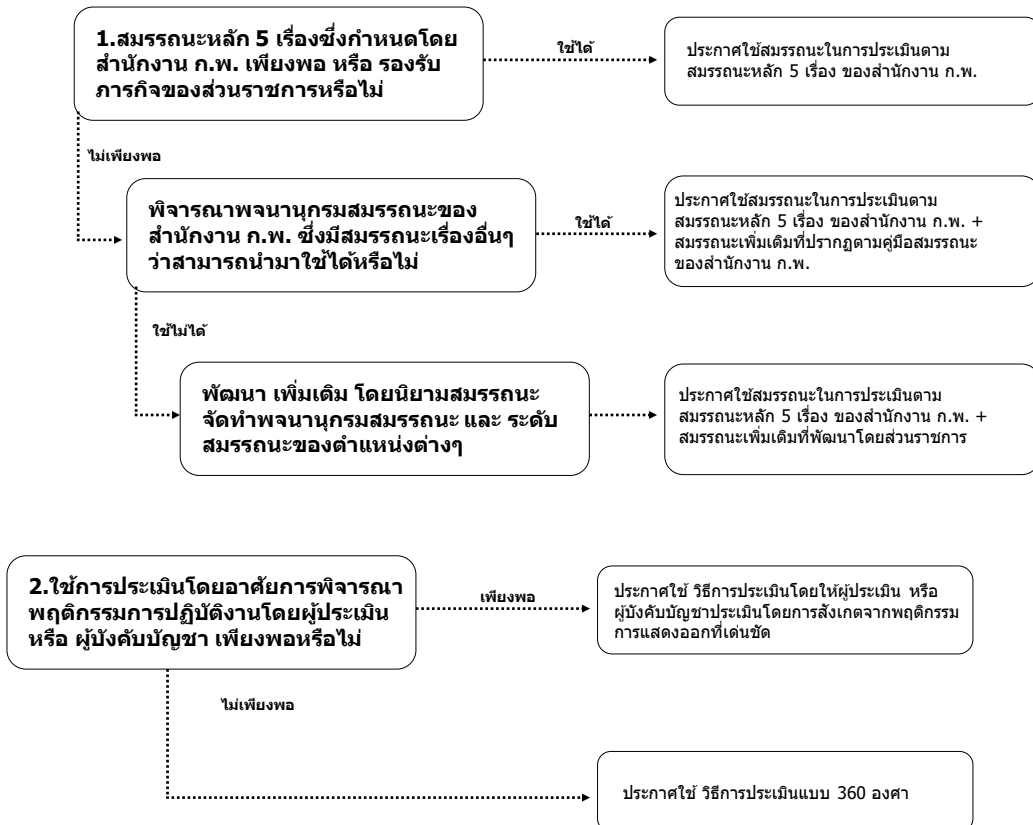 1.สมรรถนะหลัก 5 เรื่องซึ่งกำหนดโดย
สำนักงาน ก.พ. เพียงพอ หรือ รองรับ
ภารกิจของส่วนราชการหรือไม่
ใช้ได้
ประกาศใช้สมรรถนะในการประเมินตาม
สมรรถนะหลัก 5 เรื่อง ของสำนักงาน ก.พ.
ไม่เพียงพอ
พิจารณาพจนานุกรมสมรรถนะของ
สำนักงาน ก.พ. ซึ่งมีสมรรถนะเรื่องอื่นๆ
ว่าสามารถนำมาใช้ได้หรือไม่
ใช้ได้
ประกาศใช้สมรรถนะในการประเมินตาม
สมรรถนะหลัก 5 เรื่อง ของสำนักงาน ก.พ. +
สมรรถนะเพิ่มเติมที่ปรากฏตามคู่มือสมรรถนะ
ของสำนักงาน ก.พ.
ใช้ไม่ได้
พัฒนา เพิ่มเติม โดยนิยามสมรรถนะ
จัดทำพจนานุกรมสมรรถนะ และ ระดับ
สมรรถนะของตำแหน่งต่างๆ
ประกาศใช้สมรรถนะในการประเมินตาม
สมรรถนะหลัก 5 เรื่อง ของสำนักงาน ก.พ. +
สมรรถนะเพิ่มเติมที่พัฒนาโดยส่วนราชการ
2.ใช้การประเมินโดยอาศัยการพิจารณา
พฤติกรรมการปฏิบัติงานโดยผู้ประเมิน
หรือ ผู้บังคับบัญชา เพียงพอหรือไม่
เพียงพอ
ประกาศใช้ วิธีการประเมินโดยให้ผู้ประเมิน หรือ
ผู้บังคับบัญชาประเมินโดยการสังเกตจากพฤติกรรม
การแสดงออกที่เด่นชัด
ไม่เพียงพอ
ประกาศใช้ วิธีการประเมินแบบ 360 องศา